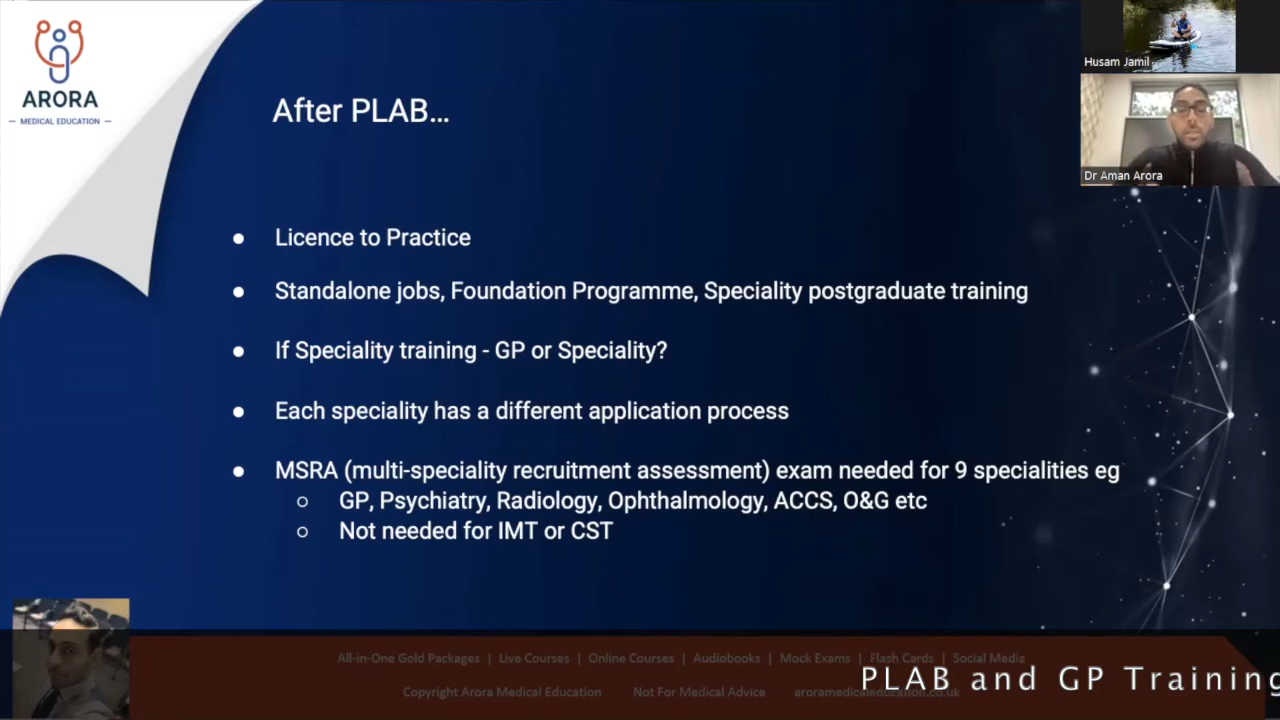 ARORA
MEDICAL EDUCATION
Husam Jamil
Dr Aman Arora
After PLAB...
● Licence to Practice
● Standalone jobs, Foundation Programme, Speciality postgraduate training
● If Speciality training - GP or Speciality?
● Each speciality has a different application process
● MSRA (multi-speciality recruitment assessment) exam needed for 9 specialities eg
○ GP, Psychiatry, Radiology, Ophthalmology, ACCS, O&G etc
○ Not needed for IMT or CST
All-in-One Gold Packages | Live Courses | Online Courses | Audiobooks | Mock Exams | Flash Cards | Social Media
Copyright Arora Medical Education Not For Medical Advice aroramedicaleducation.co.uk
PLAB and GP Training